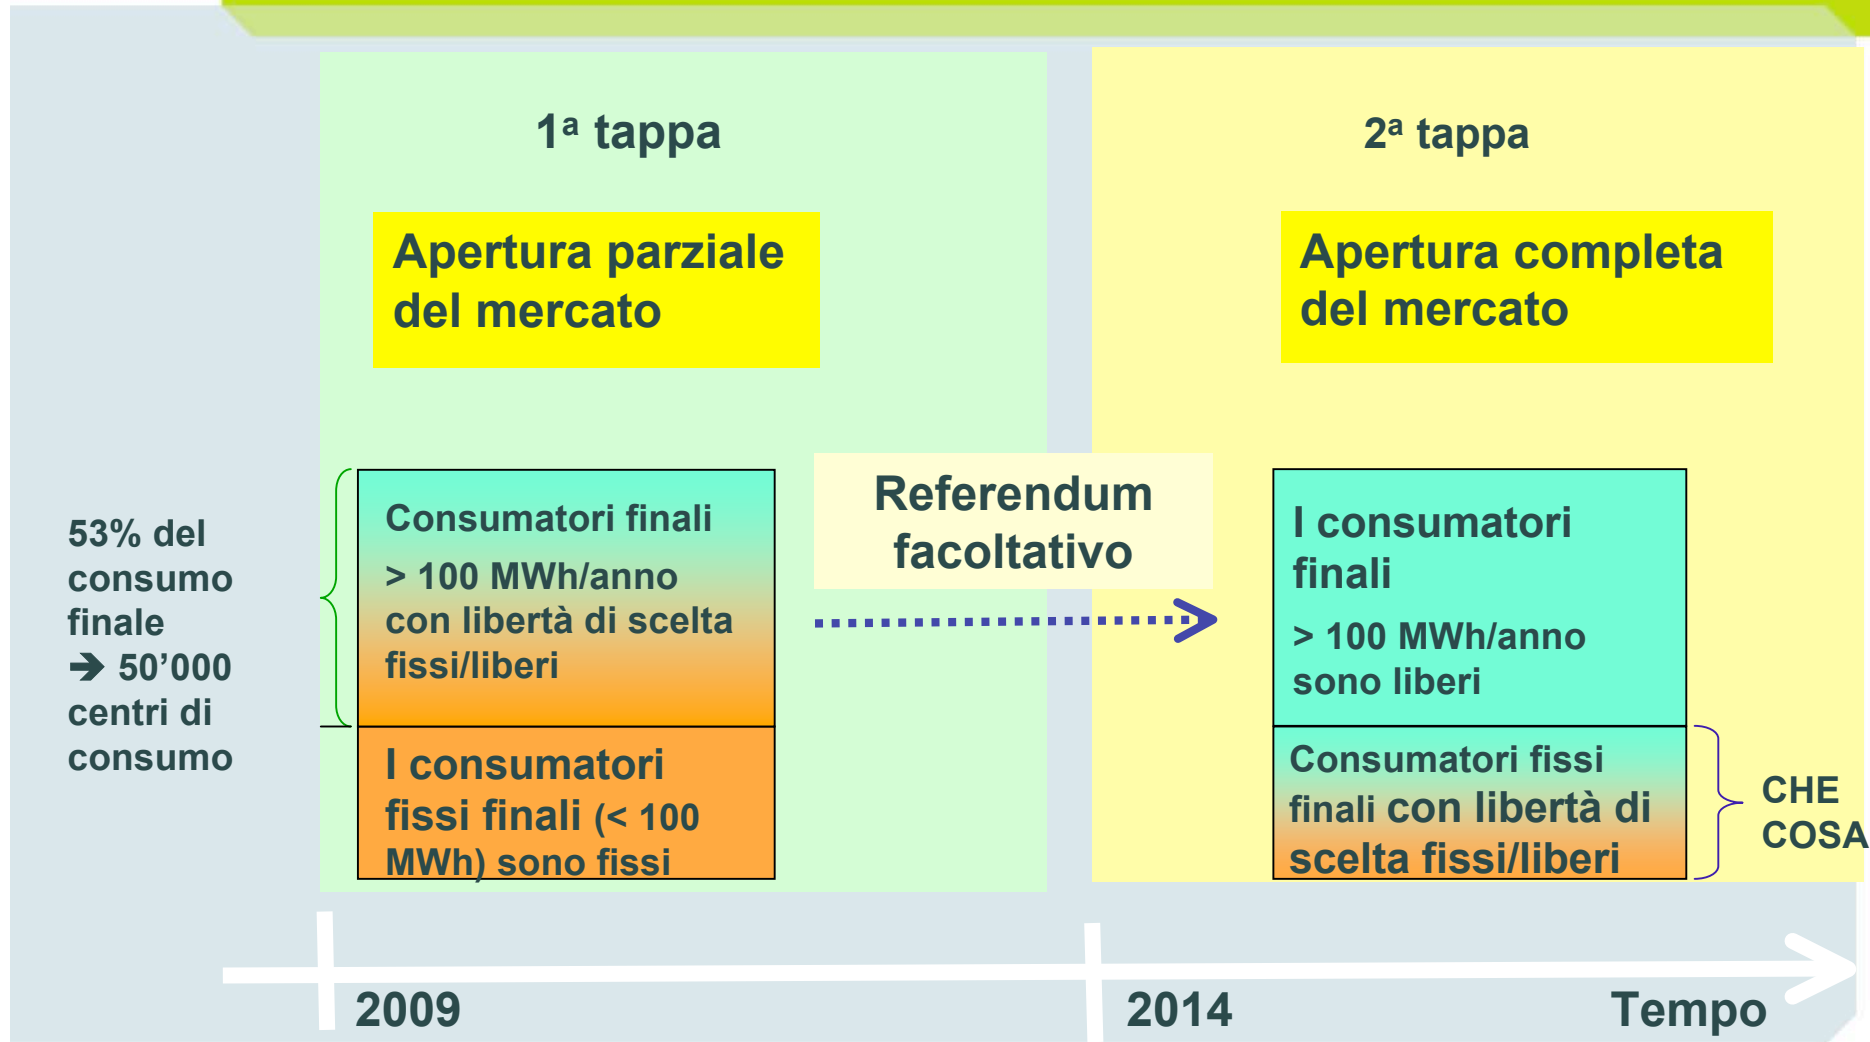 1ª tappa
Apertura parziale
del mercato
53% del
consumo
finale
➔ 50’000
centri di
consumo
Consumatori finali
> 100 MWh/anno
con libertà di scelta
fissi/liberi
I consumatori
fissi finali (< 100
MWh) sono fissi
Referendum
facoltativo
2ª tappa
Apertura completa
del mercato
I consumatori
finali
> 100 MWh/anno
sono liberi
Consumatori fissi
finali con libertà di
scelta fissi/liberi
CHE
COSA
2009
2014
Tempo